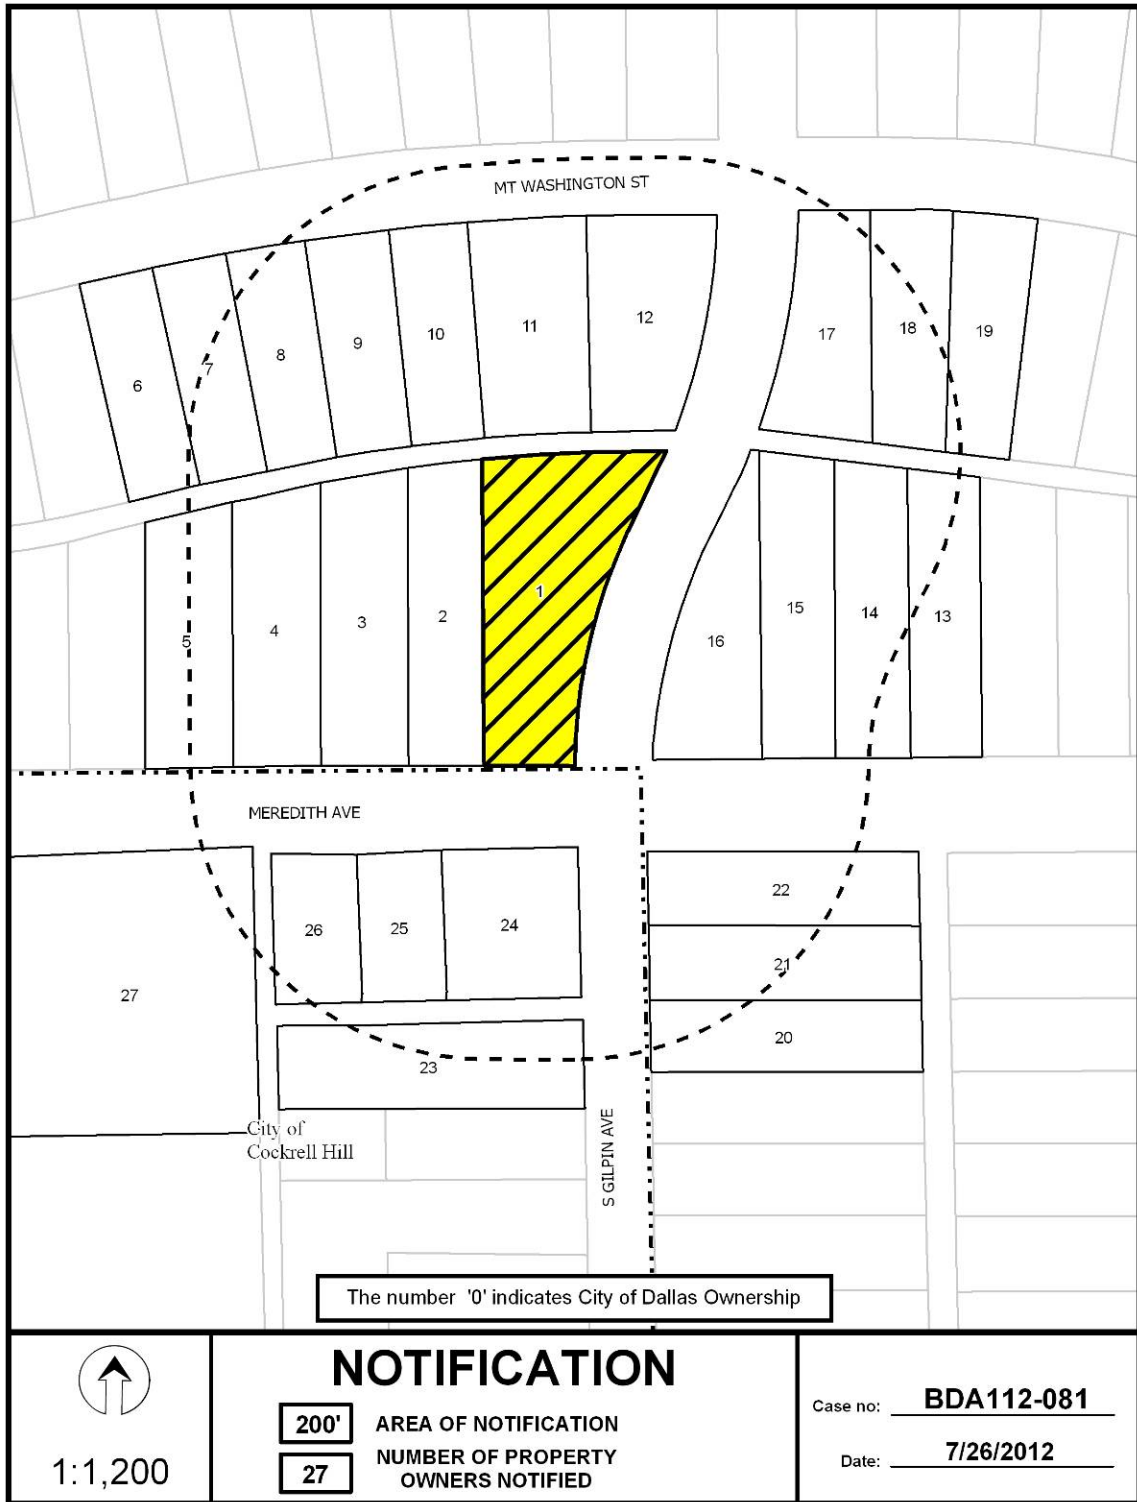 MT WASHINGTON ST
12
11
17
18
19
10
9
8
7
6
1
15
14
13
2
3
4
5
16
MEREDITH AVE
22
24
25
26
21
27
20
23
City of
Cockrell Hill
S GILPIN AVE
The number '0' indicates City of Dallas Ownership
1:1,200
NOTIFICATION
200' AREA OF NOTIFICATION
27 NUMBER OF PROPERTY
OWNERS NOTIFIED
Case no: BDA112-081
Date: 7/26/2012